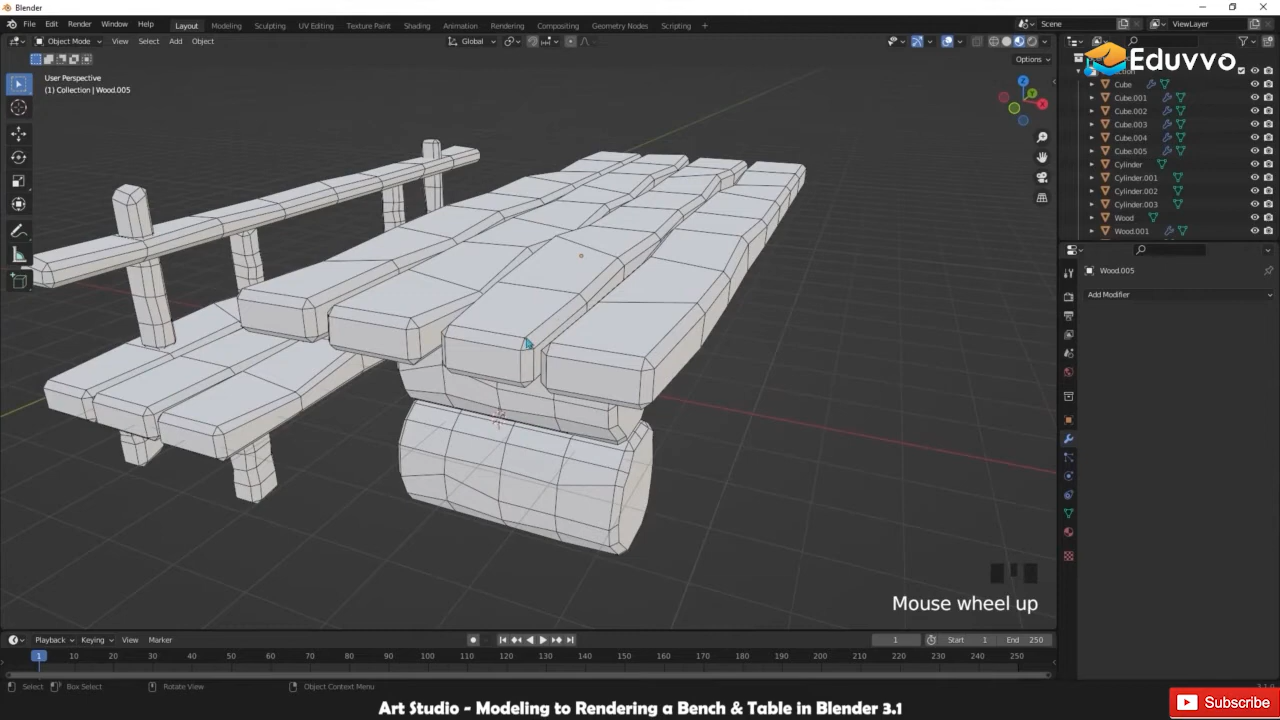 Blender
File Edit Render Window Help
Layout Modeling Sculpting UV Editing Texture Paint Shading Animation Rendering Compositing Geometry Nodes Scripting +
Scene
ViewLayer
Object Mode View Select Add Object
Global
Options
User Perspective
(1) Collection | Wood.005
Z
Y
X
Eduvvo
Cube
Cube.001
Cube.002
Cube.003
Cube.004
Cube.005
Cylinder
Cylinder.001
Cylinder.002
Cylinder.003
Wood
Wood.001
Wood.005
Add Modifier
Mouse wheel up
Playback Keying View Marker
1 Start 1 End 250
1 10 20 30 40 50 60 70 80 90 100 110 120 130 140 150 160 170 180 190 200 210 220 230 240 250
Select Box Select Rotate View Object Context Menu
Art Studio - Modeling to Rendering a Bench & Table in Blender 3.1
Subscribe